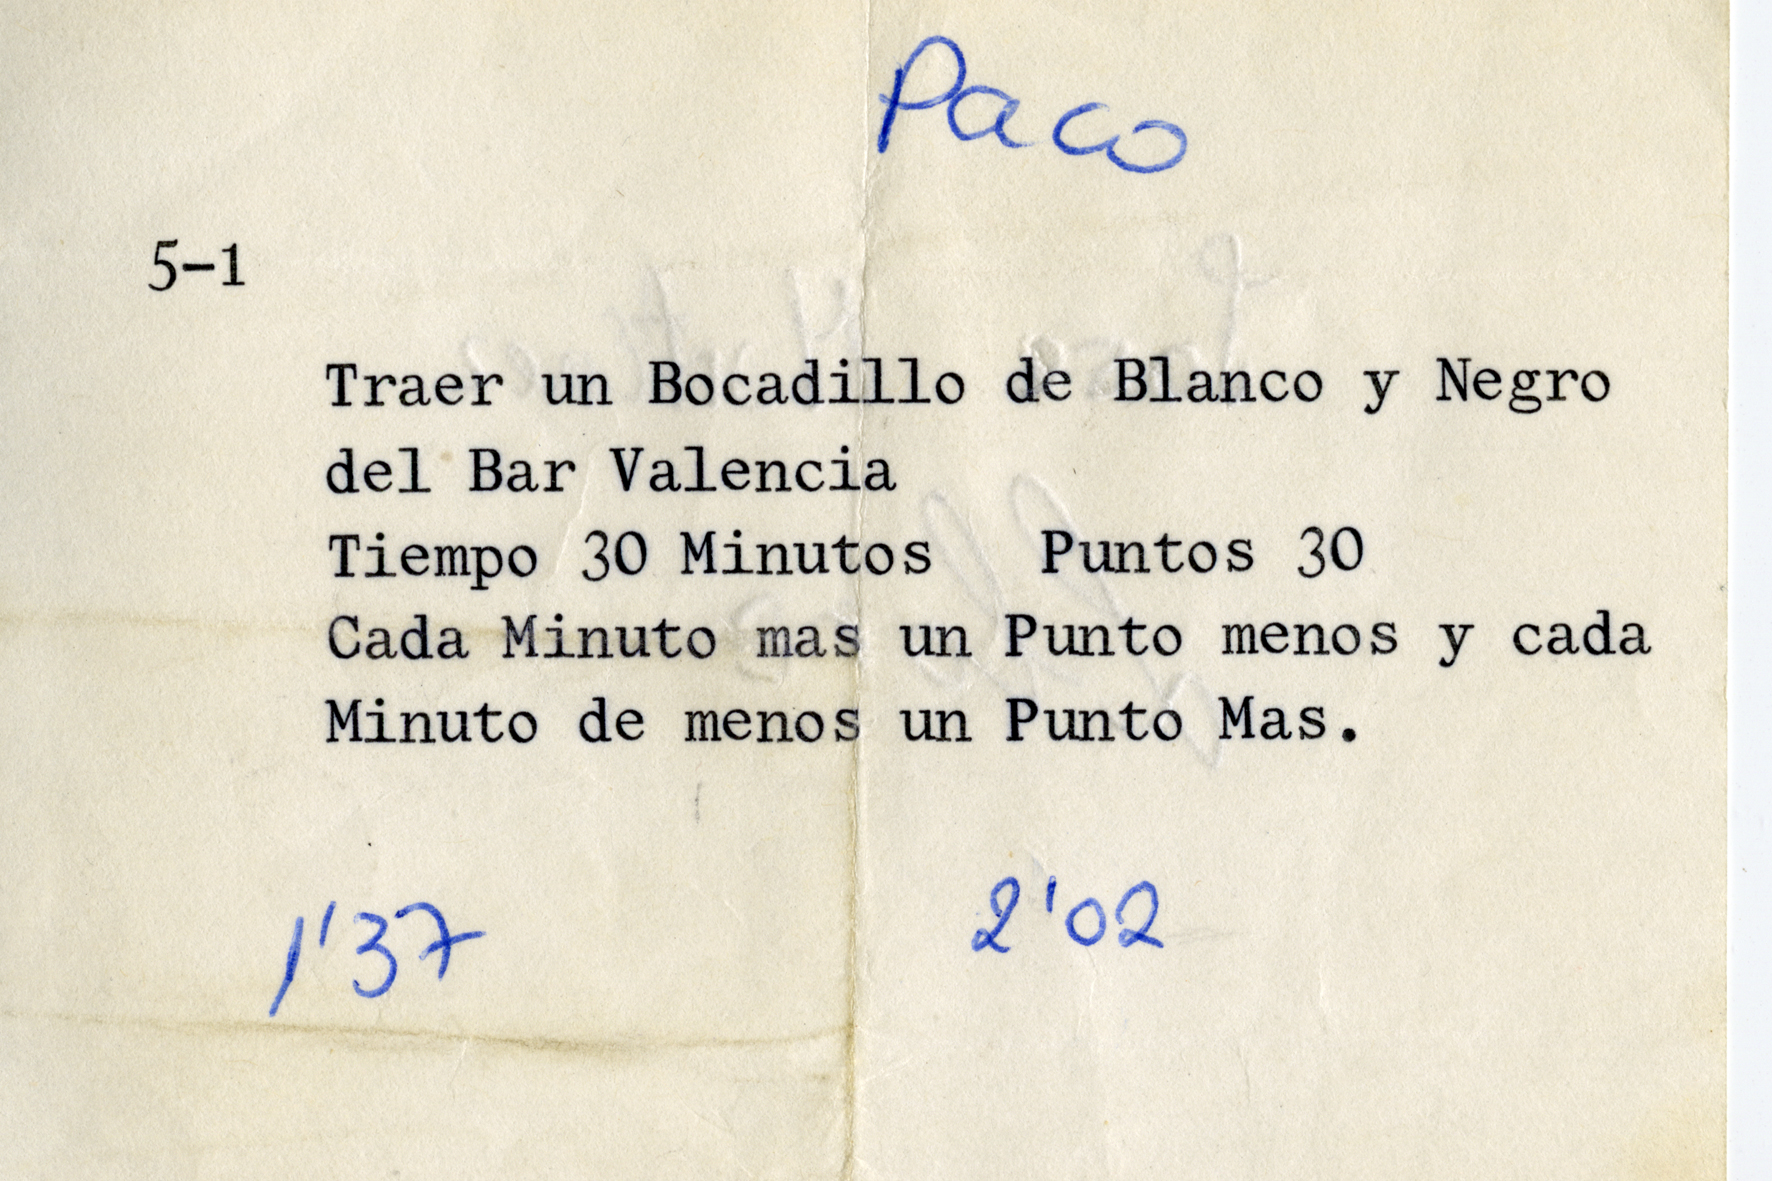 Paco
5-1
Traer un Bocadillo de Blanco y Negro
del Bar Valencia
Tiempo 30 Minutos   Puntos 30
Cada Minuto mas un Punto menos y cada
Minuto de menos un Punto Mas.
1'37   2'02